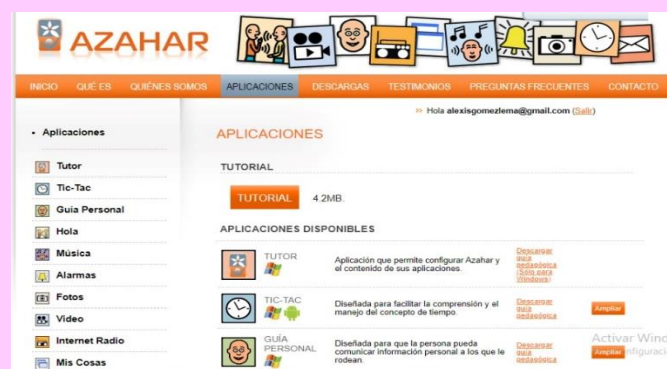 AZAHAR
INICIO QUÉ ES QUIÉNES SOMOS APLICACIONES DESCARGAS TESTIMONIOS PREGUNTAS FRECUENTES CONTACTO
Hola alexisgomezlema@gmail.com (Salir)
Aplicaciones
Tutor
Tic-Tac
Guia Personal
Hola
Música
Alarmas
Fotos
Video
Internet Radio
Mis Cosas
APLICACIONES
TUTORIAL
TUTORIAL 4.2MB.
APLICACIONES DISPONIBLES
TUTOR
Aplicación que permite configurar Azahar y
el contenido de sus aplicaciones.
Descargar
guía
pedagógica
(Sólo para
Windows)
TIC-TAC
Diseñada para facilitar la comprensión y el
manejo del concepto de tiempo.
Descargar
guía
pedagógica
Ampliar
GUÍA
PERSONAL
Diseñada para que la persona pueda
comunicar información personal a los que le
rodean.
Descargar
guía
pedagógica
Ampliar
Activar Wind
nfiguraci